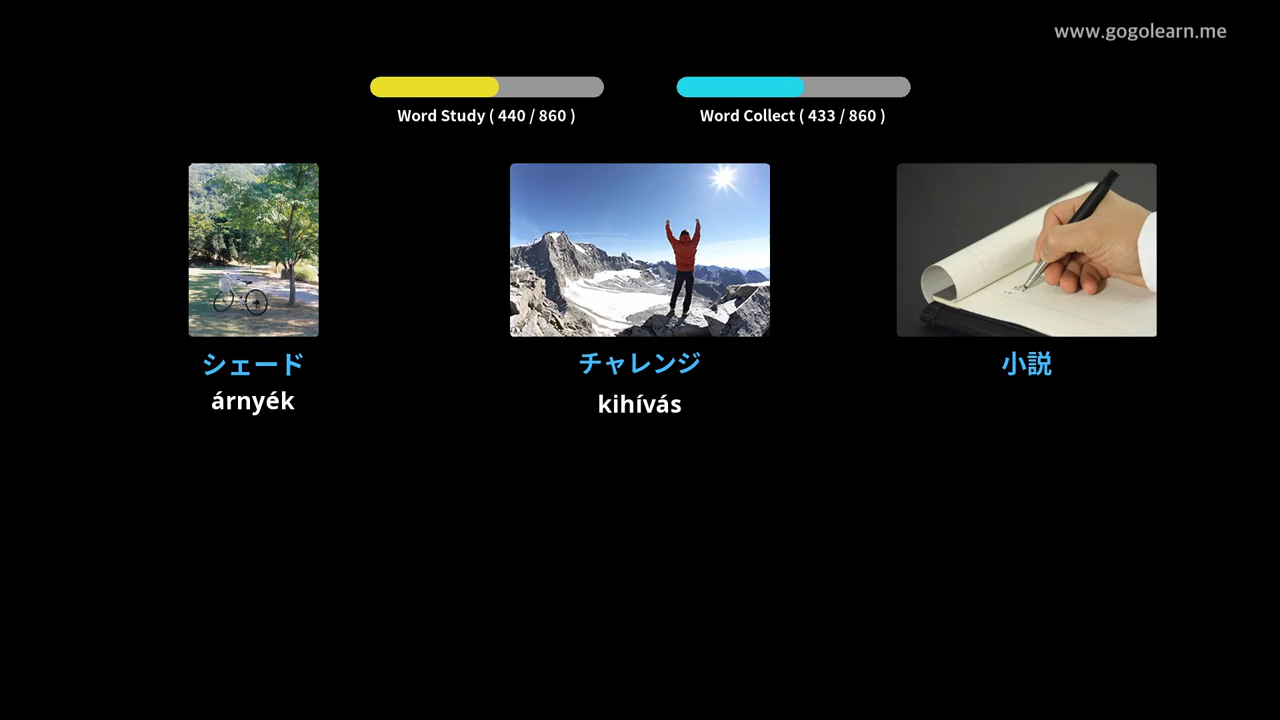 www.gogolearn.me
Word Study ( 440 / 860 )
Word Collect ( 433 / 860 )
シェード
árnyék
チャレンジ
kihívás
小説